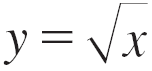 y = √x